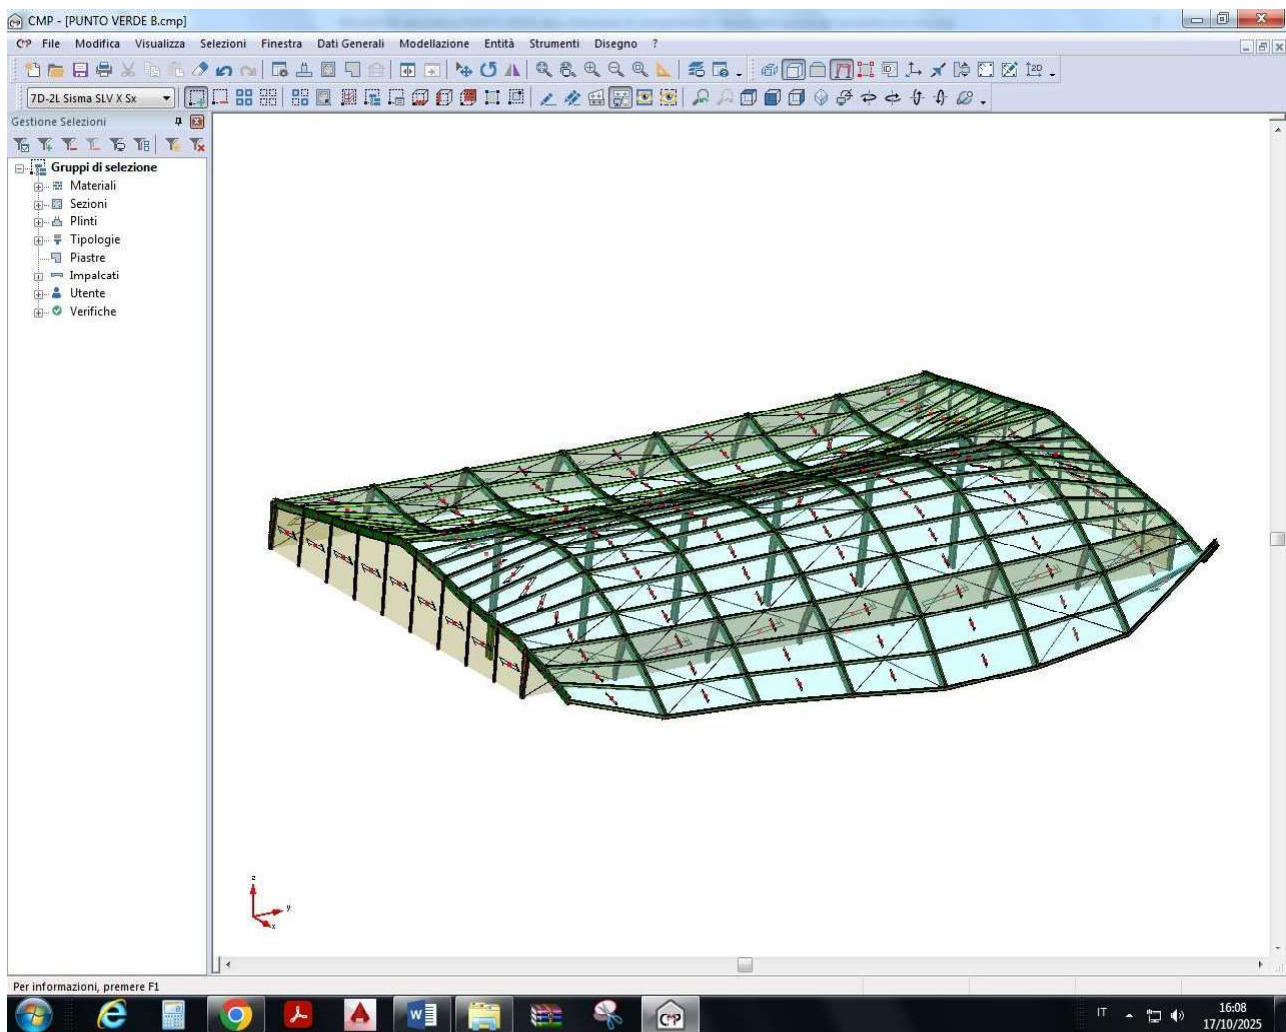 CMP - [PUNTO VERDE B.cmp]
File Modifica Visualizza Selezioni Finestra Dati Generali Modellazione Entità Strumenti Disegno ?
7D-2L Sisma SLV X Sx
Gestione Selezioni
Gruppi di selezione
Materiali
Sezioni
Plinti
Tipologie
Piastre
Impalcati
Utente
Verifiche
z
y
x
Per informazioni, premere F1
IT
16:08
17/10/2025